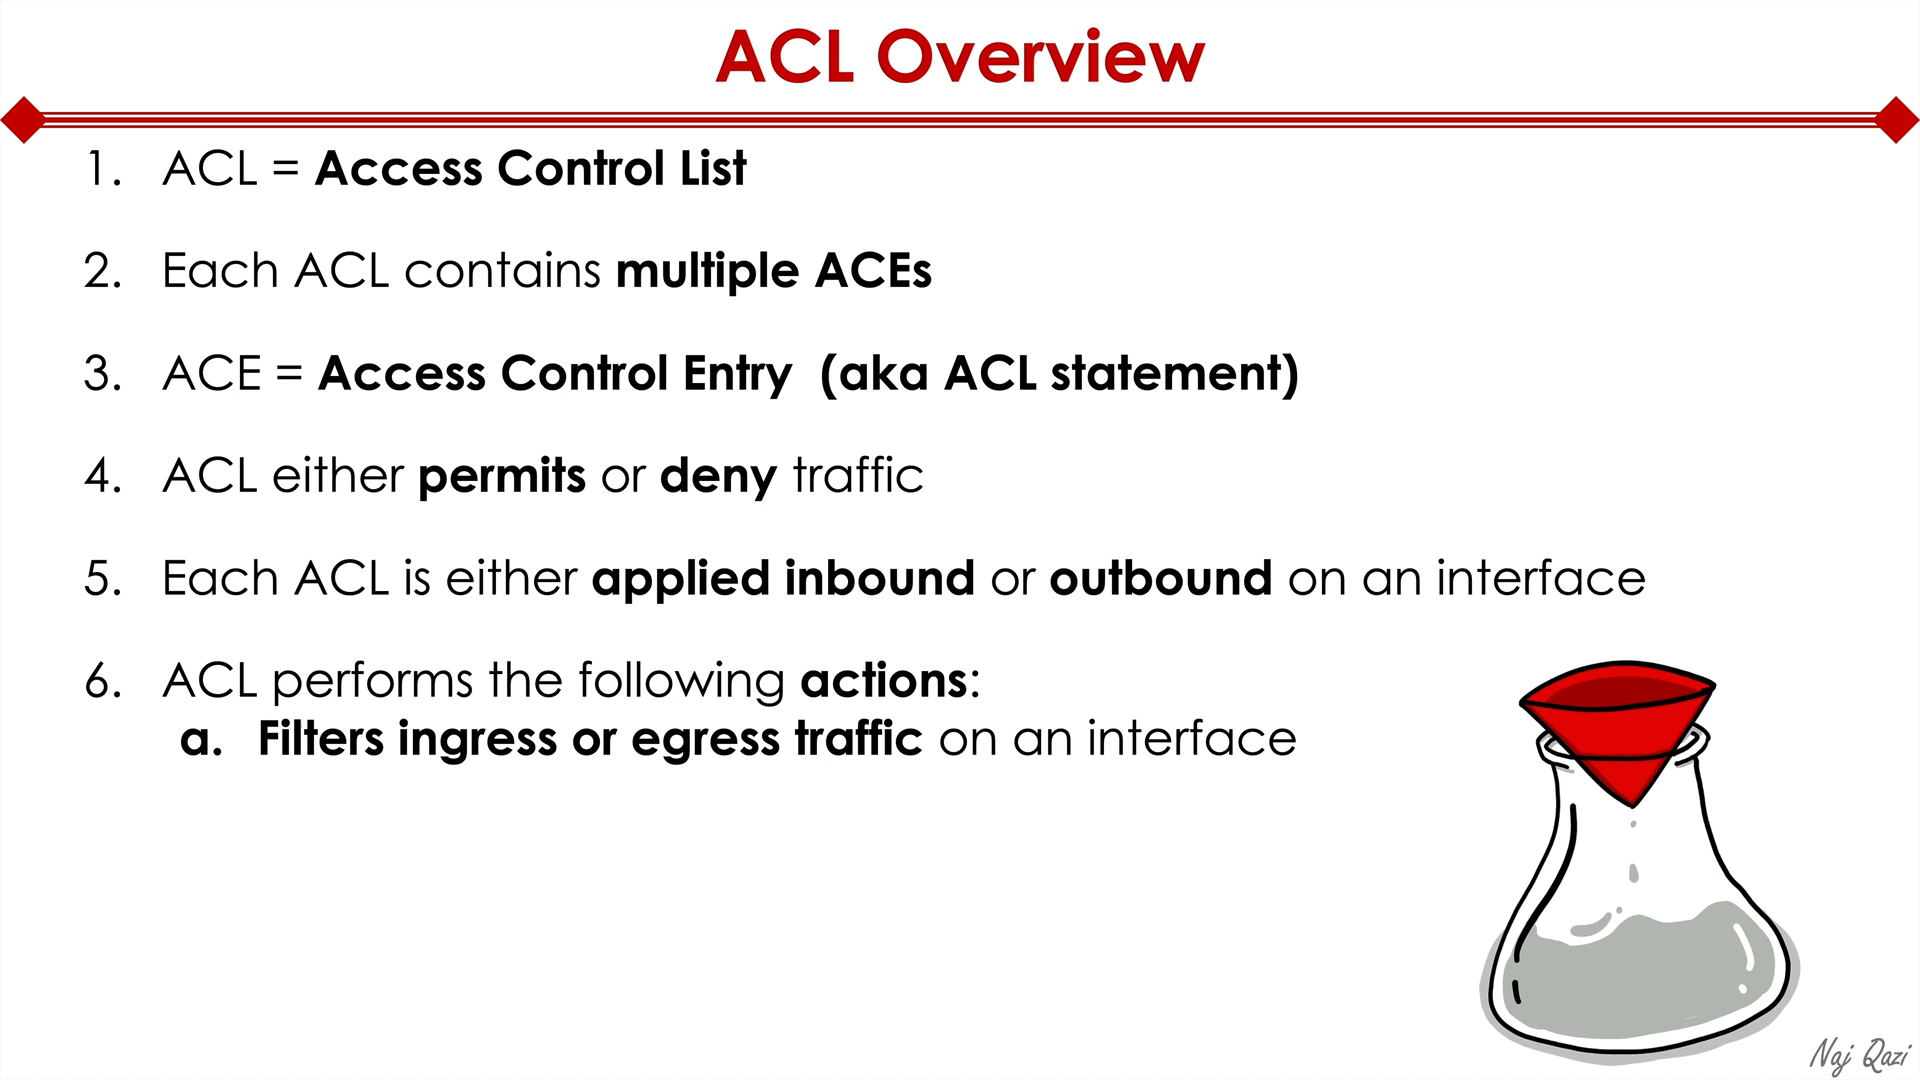 ACL Overview
1. ACL = Access Control List
2. Each ACL contains multiple ACEs
3. ACE = Access Control Entry (aka ACL statement)
4. ACL either permits or deny traffic
5. Each ACL is either applied inbound or outbound on an interface
6. ACL performs the following actions:
a. Filters ingress or egress traffic on an interface
Naj Qazi